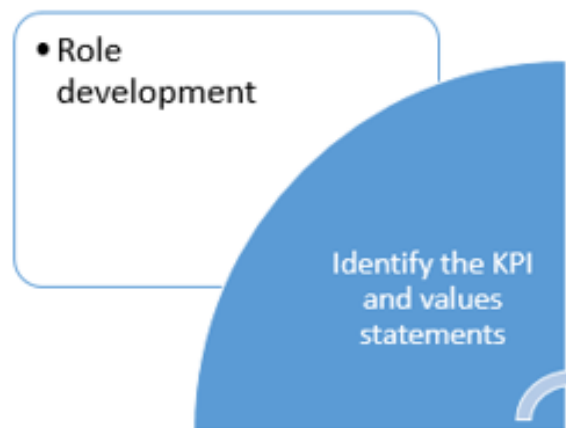 • Role
development
Identify the KPI
and values
statements